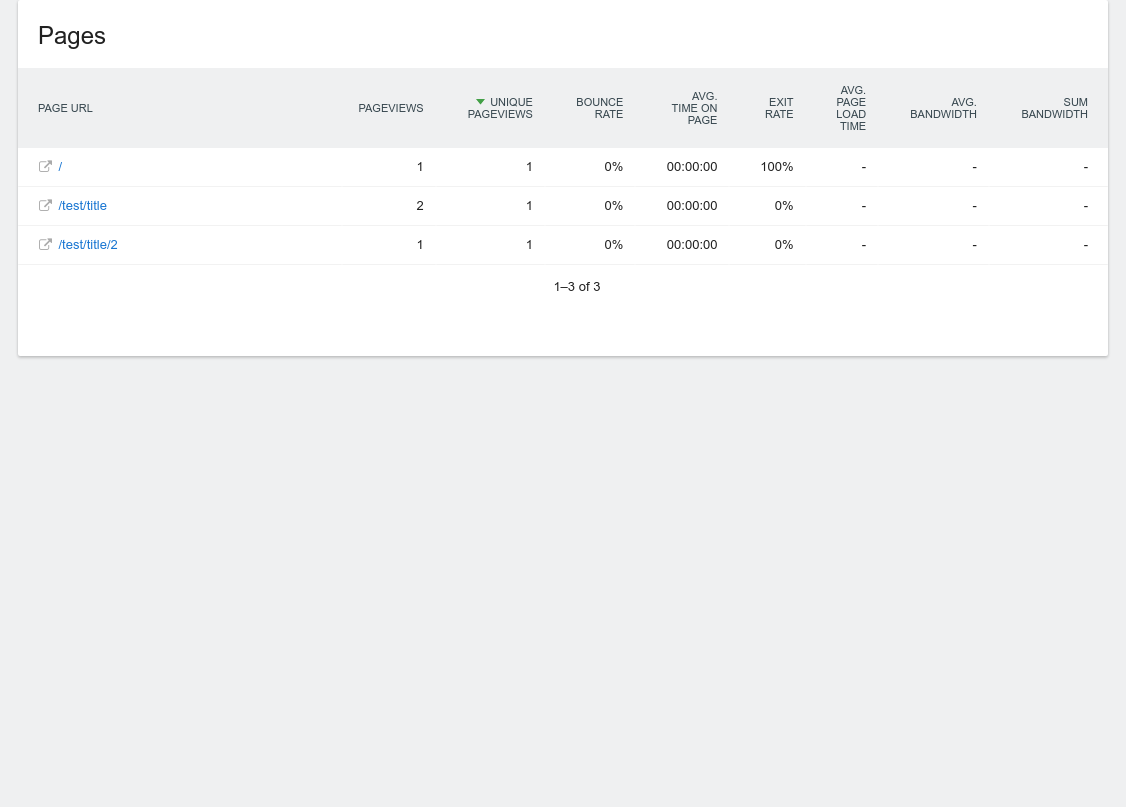 Pages
PAGE URL PAGEVIEWS UNIQUE PAGEVIEWS BOUNCE RATE AVG. TIME ON PAGE EXIT RATE AVG. PAGE LOAD TIME AVG. BANDWIDTH SUM BANDWIDTH
/ 1 1 0% 00:00:00 100% - - -
/test/title 2 1 0% 00:00:00 0% - - -
/test/title/2 1 1 0% 00:00:00 0% - - -
1–3 of 3